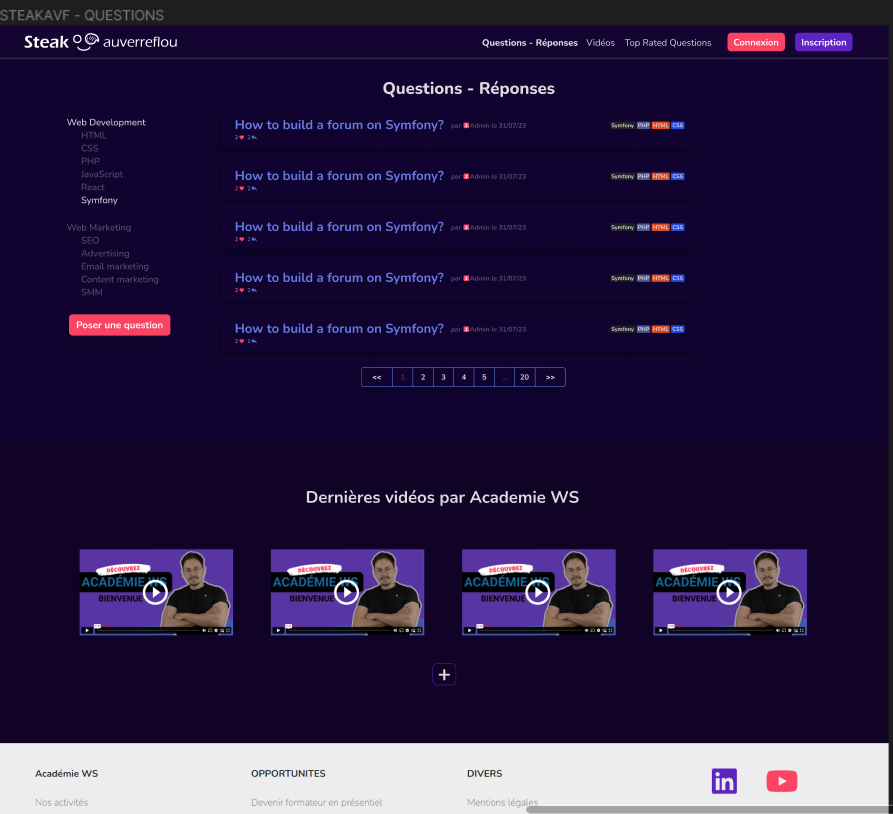 STEAKAVF - QUESTIONS
Steak auverreflou
Questions - Réponses Vidéos Top Rated Questions Connexion Inscription
Questions - Réponses
Web Development
HTML
CSS
PHP
JavaScript
React
Symfony
Web Marketing
SEO
Advertising
Email marketing
Content marketing
SMM
Poser une question
How to build a forum on Symfony? par Admin le 31/07/23 Symfony PHP HTML CSS
2 2
How to build a forum on Symfony? par Admin le 31/07/23 Symfony PHP HTML CSS
2 2
How to build a forum on Symfony? par Admin le 31/07/23 Symfony PHP HTML CSS
2 2
How to build a forum on Symfony? par Admin le 31/07/23 Symfony PHP HTML CSS
2 2
How to build a forum on Symfony? par Admin le 31/07/23 Symfony PHP HTML CSS
2 2
<< 1 2 3 4 5 ... 20 >>
Dernières vidéos par Academie WS
DÉCOUVREZ
ACADÉMIE WS
BIENVENUE
DÉCOUVREZ
ACADÉMIE WS
BIENVENUE
DÉCOUVREZ
ACADÉMIE WS
BIENVENUE
DÉCOUVREZ
ACADÉMIE WS
BIENVENUE
+
Académie WS OPPORTUNITES DIVERS in
Nos activités Devenir formateur en présentiel Mentions légales